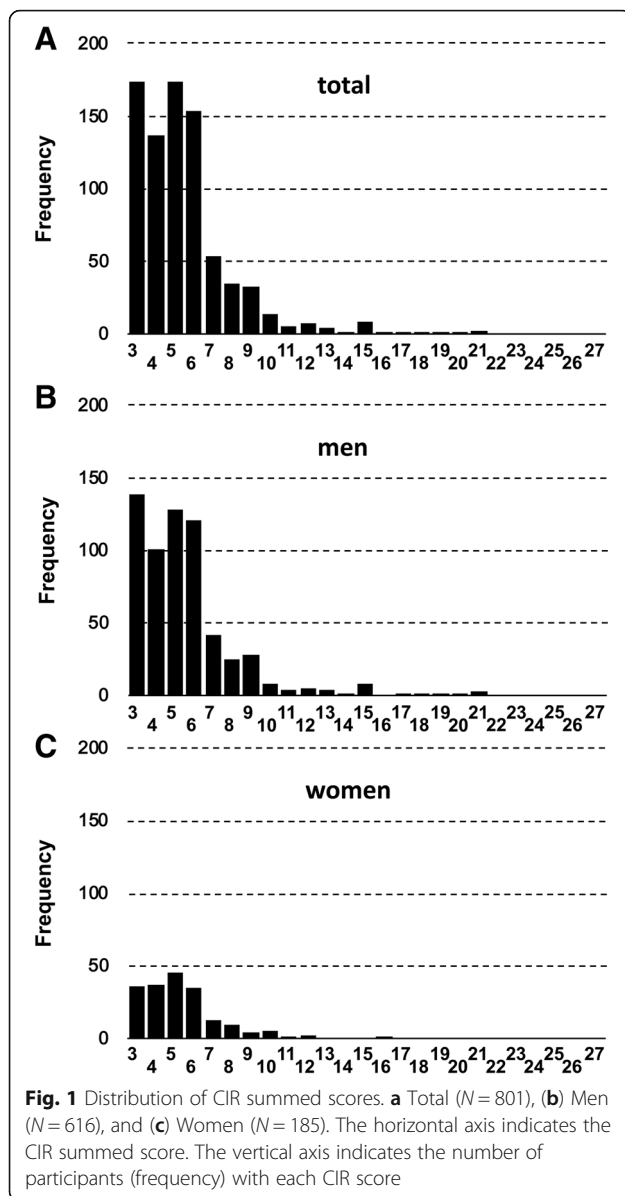 A
200
total
150
Frequency
100
50
0
3 4 5 6 7 8 9 10 11 12 13 14 15 16 17 18 19 20 21 22 23 24 25 26 27
B
200
men
150
Frequency
100
50
0
3 4 5 6 7 8 9 10 11 12 13 14 15 16 17 18 19 20 21 22 23 24 25 26 27
C
200
women
150
Frequency
100
50
0
3 4 5 6 7 8 9 10 11 12 13 14 15 16 17 18 19 20 21 22 23 24 25 26 27
Fig. 1 Distribution of CIR summed scores. a Total (N = 801), (b) Men
(N = 616), and (c) Women (N = 185). The horizontal axis indicates the
CIR summed score. The vertical axis indicates the number of
participants (frequency) with each CIR score